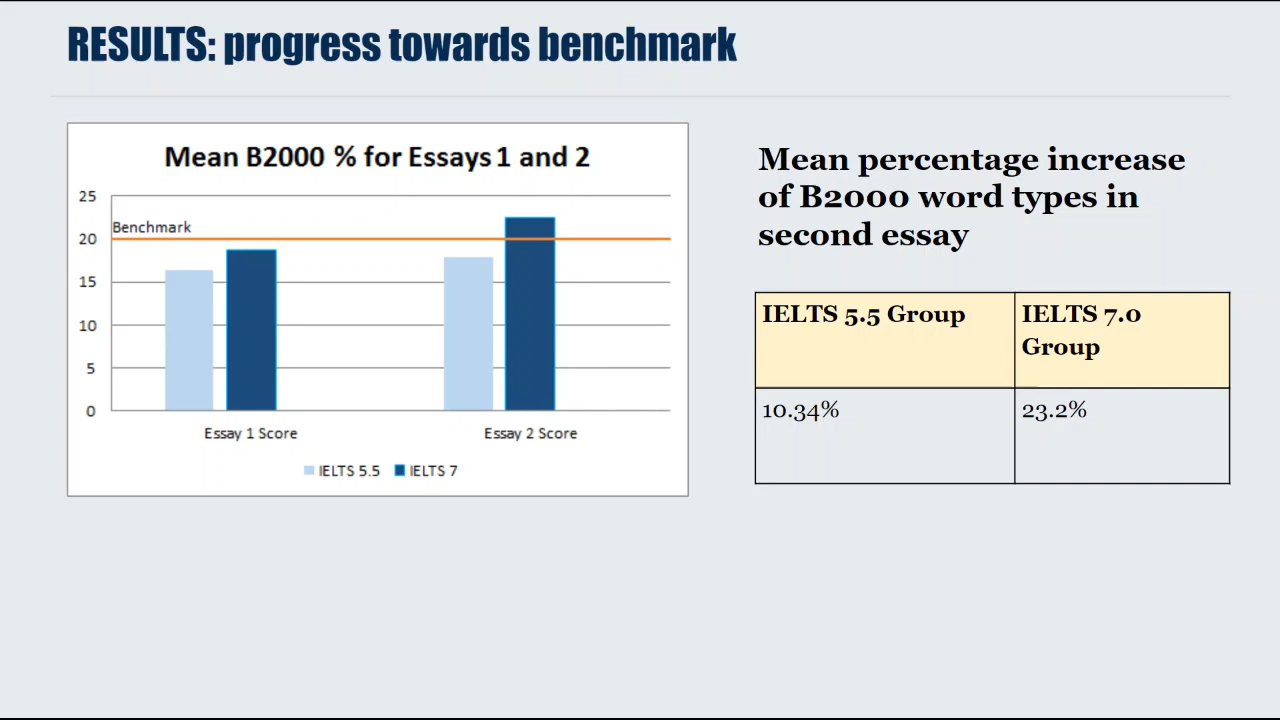 RESULTS: progress towards benchmark
Mean B2000 % for Essays 1 and 2
25
Benchmark
20
15
10
5
0
Essay 1 Score
Essay 2 Score
IELTS 5.5
IELTS 7
Mean percentage increase
of B2000 word types in
second essay
IELTS 5.5 Group
IELTS 7.0
Group
10.34%
23.2%